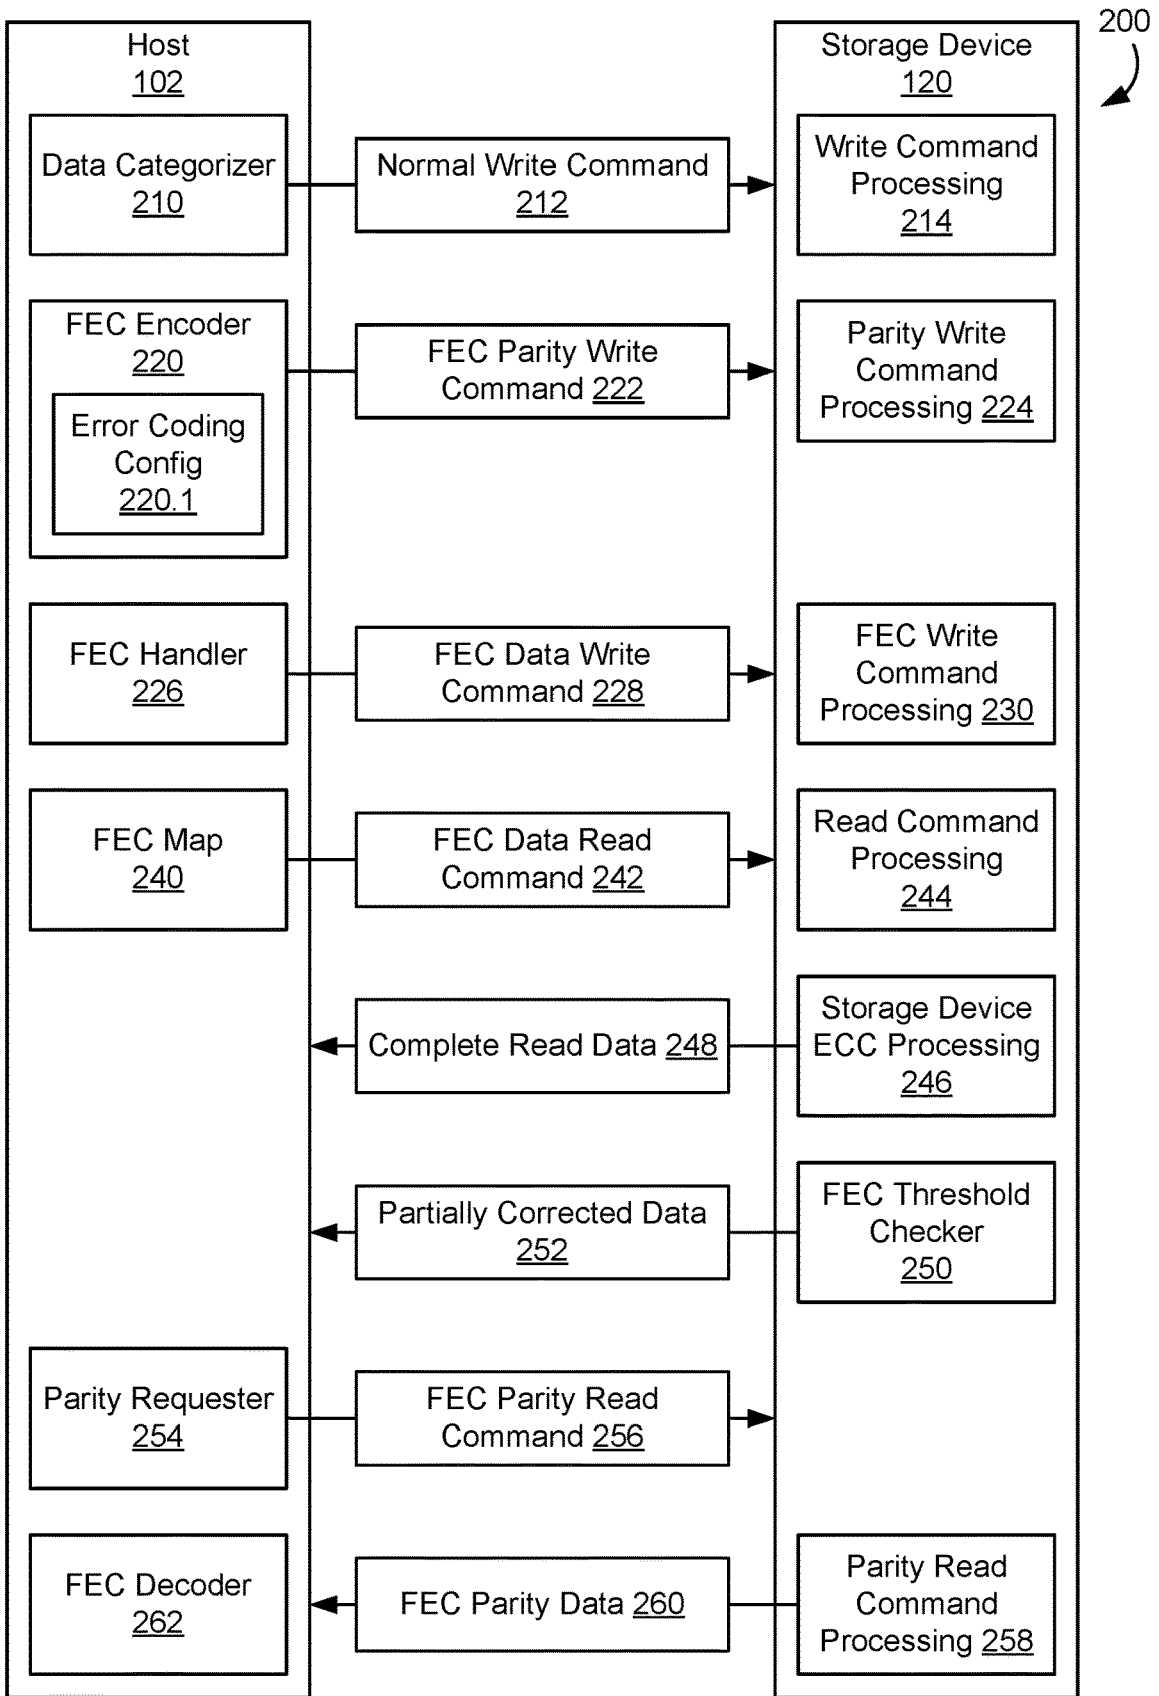 200
Host
102
Storage Device
120
Data Categorizer
210
Normal Write Command
212
Write Command
Processing
214
FEC Encoder
220
Error Coding
Config
220.1
FEC Parity Write
Command 222
Parity Write
Command
Processing 224
FEC Handler
226
FEC Data Write
Command 228
FEC Write
Command
Processing 230
FEC Map
240
FEC Data Read
Command 242
Read Command
Processing
244
Complete Read Data 248
Storage Device
ECC Processing
246
Partially Corrected Data
252
FEC Threshold
Checker
250
Parity Requester
254
FEC Parity Read
Command 256
FEC Decoder
262
FEC Parity Data 260
Parity Read
Command
Processing 258